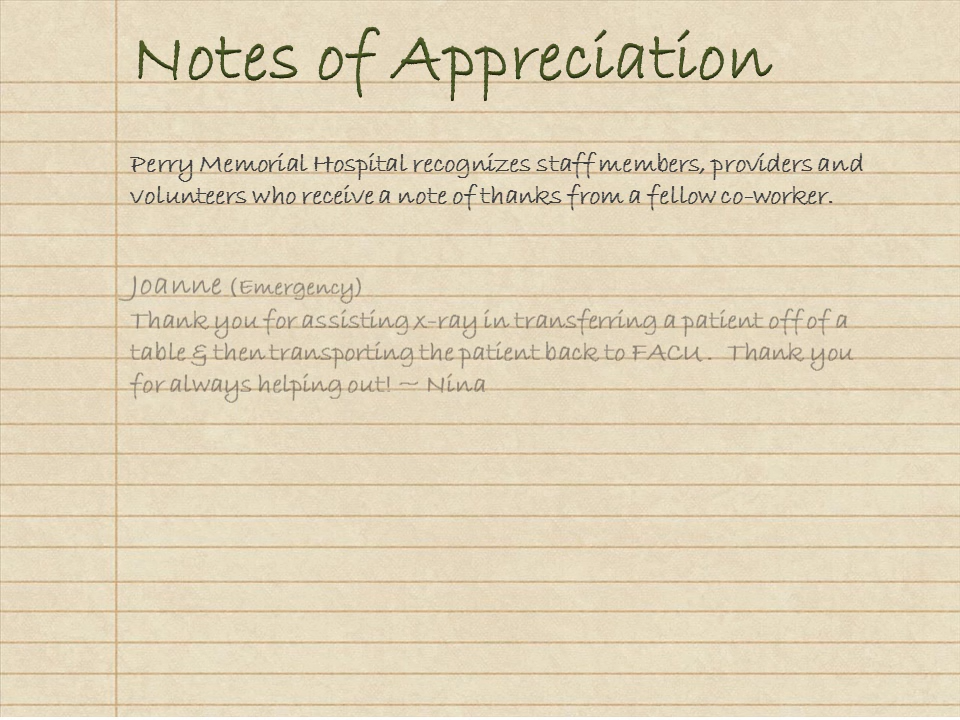 Notes of Appreciation
Perry Memorial Hospital recognizes staff members, providers and
volunteers who receive a note of thanks from a fellow co-worker.
Joanne (Emergency)
Thank you for assisting x-ray in transferring a patient off of a
table & then transporting the patient back to FACU. Thank you
for always helping out! ~ Nina